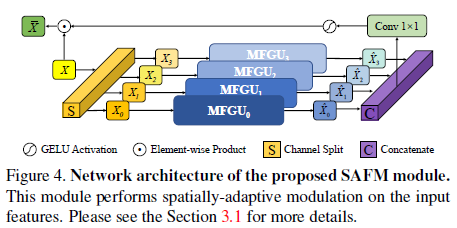 X̄
Conv 1×1
X
X₃
X₂
X₁
X₀
MFGU₃
MFGU₂
MFGU₁
MFGU₀
X̂₃
X̂₂
X̂₁
X̂₀
S
C
GELU Activation Element-wise Product S Channel Split C Concatenate
Figure 4. Network architecture of the proposed SAFM module.
This module performs spatially-adaptive modulation on the input
features. Please see the Section 3.1 for more details.